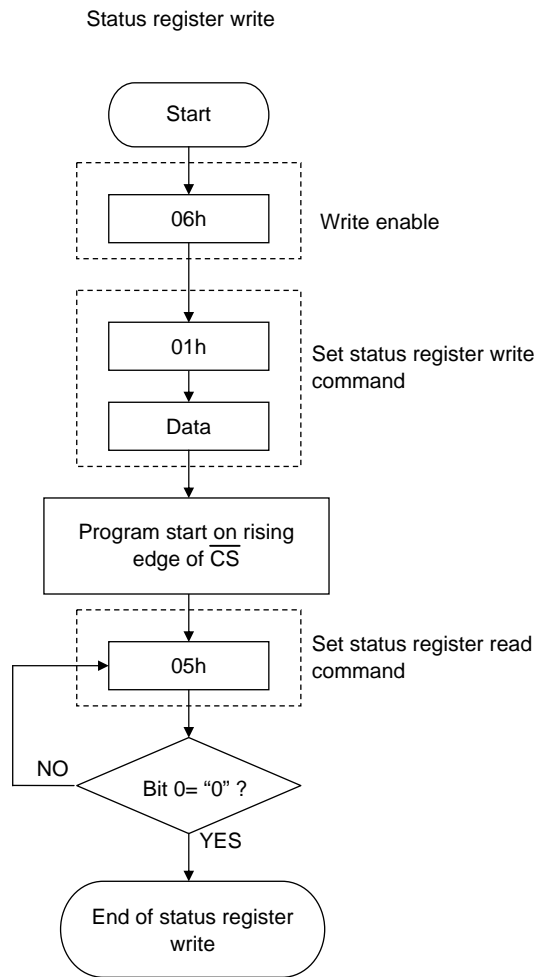 Status register write
Start
06h
Write enable
01h
Set status register write
command
Data
Program start on rising
edge of C̅S̅
05h
Set status register read
command
NO
Bit 0= “0” ?
YES
End of status register
write